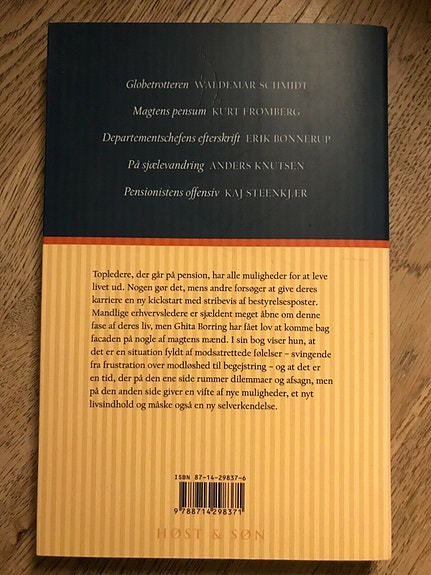 Globetrotteren WALDEMAR SCHMIDT
Magtens pensum KURT FROMBERG
Departementschefens efterskrift ERIK BONNERUP
På sjælevandring ANDERS KNUTSEN
Pensionistens offensiv KAJ STEENKJÆR
Topledere, der går på pension, har alle muligheder for at leve
livet ud. Nogen gør det, mens andre forsøger at give deres
karriere en ny kickstart med stribevis af bestyrelsesposter.
Mandlige erhvervsledere er sjældent meget åbne om denne
fase af deres liv, men Ghita Borring har fået lov at komme bag
facaden på nogle af magtens mænd. I sin bog viser hun, at
det er en situation fyldt af modsatrettede følelser – svingende
fra frustration over modløshed til begejstring – og at det er
en tid, der på den ene side rummer dilemmaer og afsagn, men
på den anden side giver en vifte af nye muligheder, et nyt
livsindhold og måske også en ny selverkendelse.
ISBN 87-14-29837-6
9 788714 298371
HØST & SØN